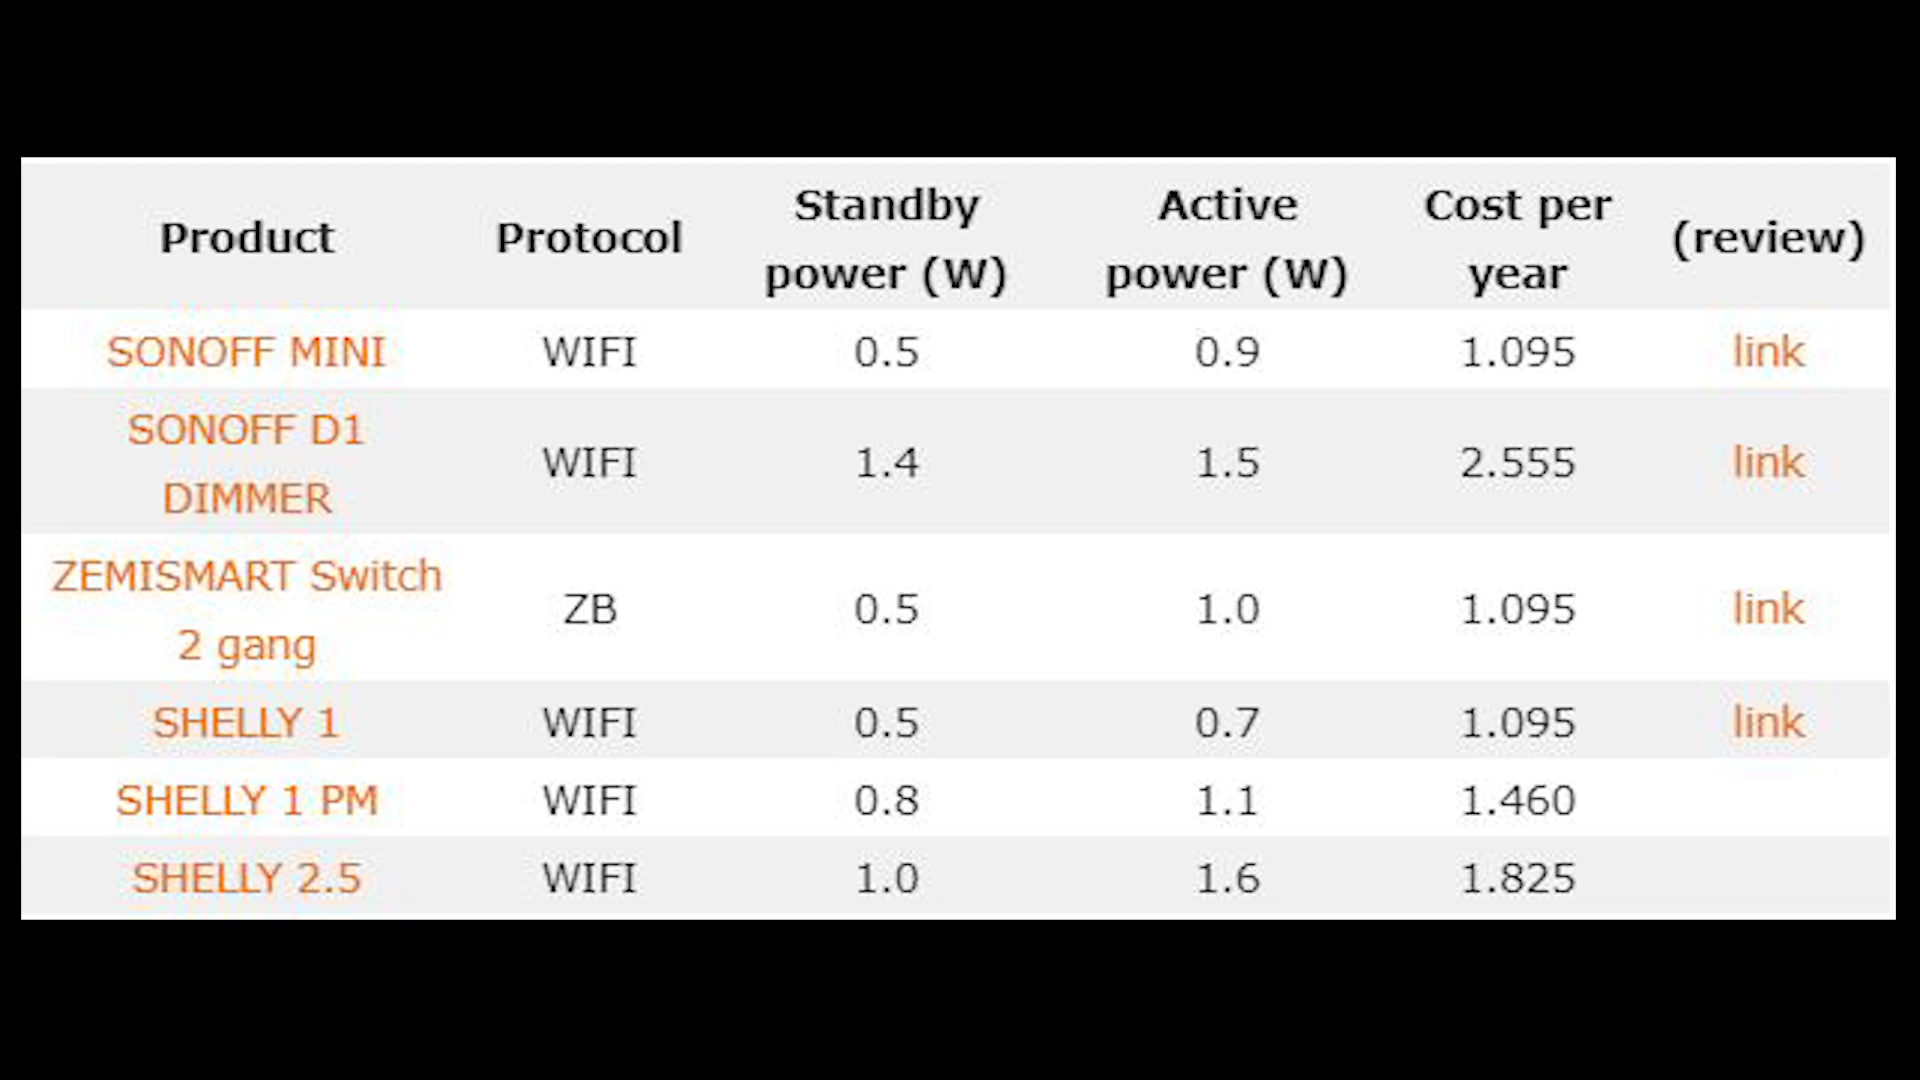 Product Protocol Standby power (W) Active power (W) Cost per year (review)
SONOFF MINI WIFI 0.5 0.9 1.095 link
SONOFF D1 DIMMER WIFI 1.4 1.5 2.555 link
ZEMISMART Switch 2 gang ZB 0.5 1.0 1.095 link
SHELLY 1 WIFI 0.5 0.7 1.095 link
SHELLY 1 PM WIFI 0.8 1.1 1.460
SHELLY 2.5 WIFI 1.0 1.6 1.825